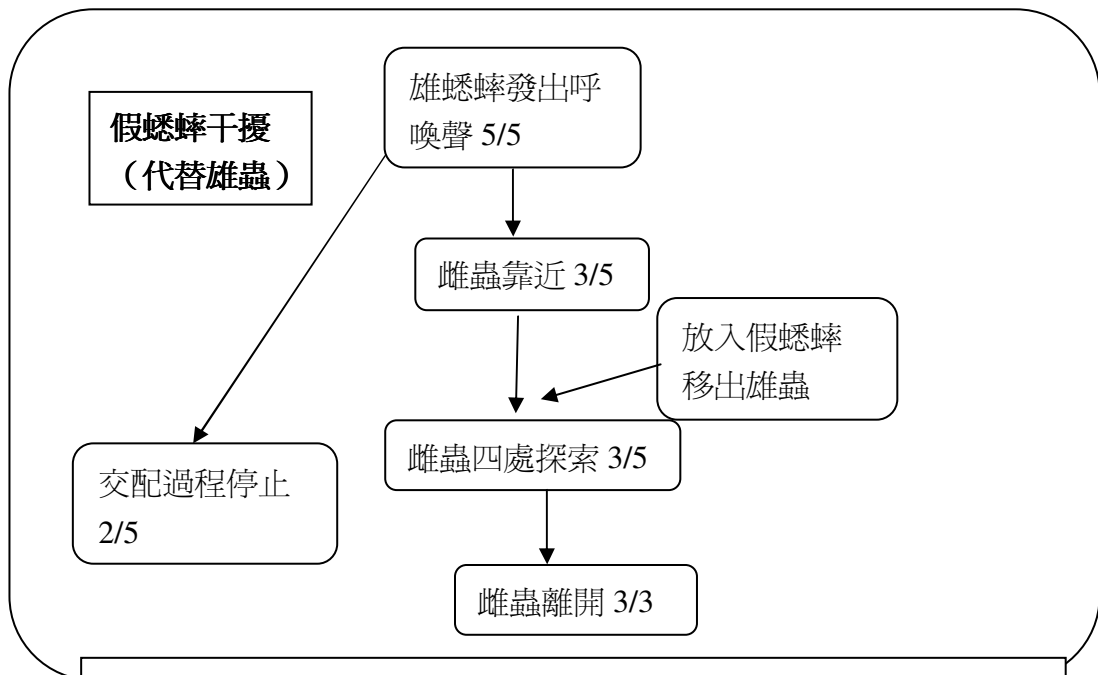 假蟋蟀干擾
（代替雄蟲）
雄蟋蟀發出呼
喚聲 5/5
雌蟲靠近 3/5
放入假蟋蟀
移出雄蟲
雌蟲四處探索 3/5
交配過程停止
2/5
雌蟲離開 3/3